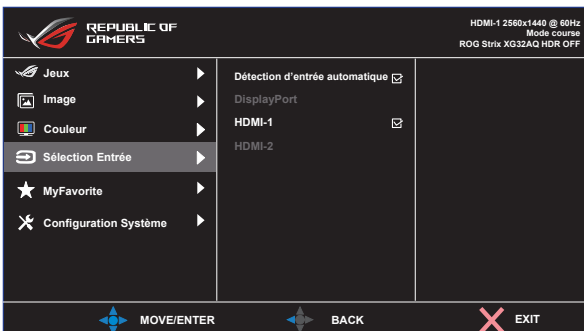 REPUBLIC OF
GAMERS
HDMI-1 2560x1440 @ 60Hz
Mode course
ROG Strix XG32AQ HDR OFF
Jeux
Image
Couleur
Sélection Entrée
MyFavorite
Configuration Système
Détection d'entrée automatique
DisplayPort
HDMI-1
HDMI-2
MOVE/ENTER
BACK
EXIT